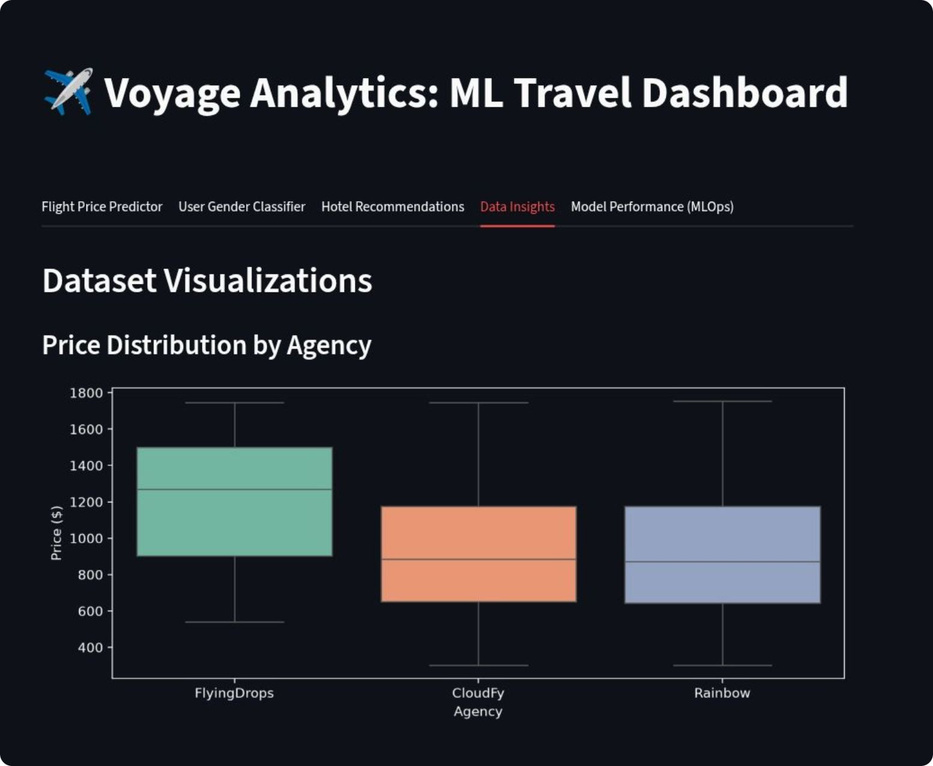 ✈️ Voyage Analytics: ML Travel Dashboard
Flight Price Predictor User Gender Classifier Hotel Recommendations Data Insights Model Performance (MLOps)
Dataset Visualizations
Price Distribution by Agency
1800
1600
1400
1200
1000
800
600
400
Price ($)
FlyingDrops CloudFy Rainbow
Agency